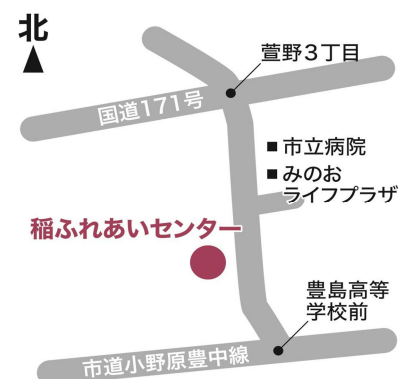 北
萱野3丁目
国道171号
■ 市立病院
■ みのお
ライフプラザ
稲ふれあいセンター
豊島高等
学校前
市道小野原豊中線